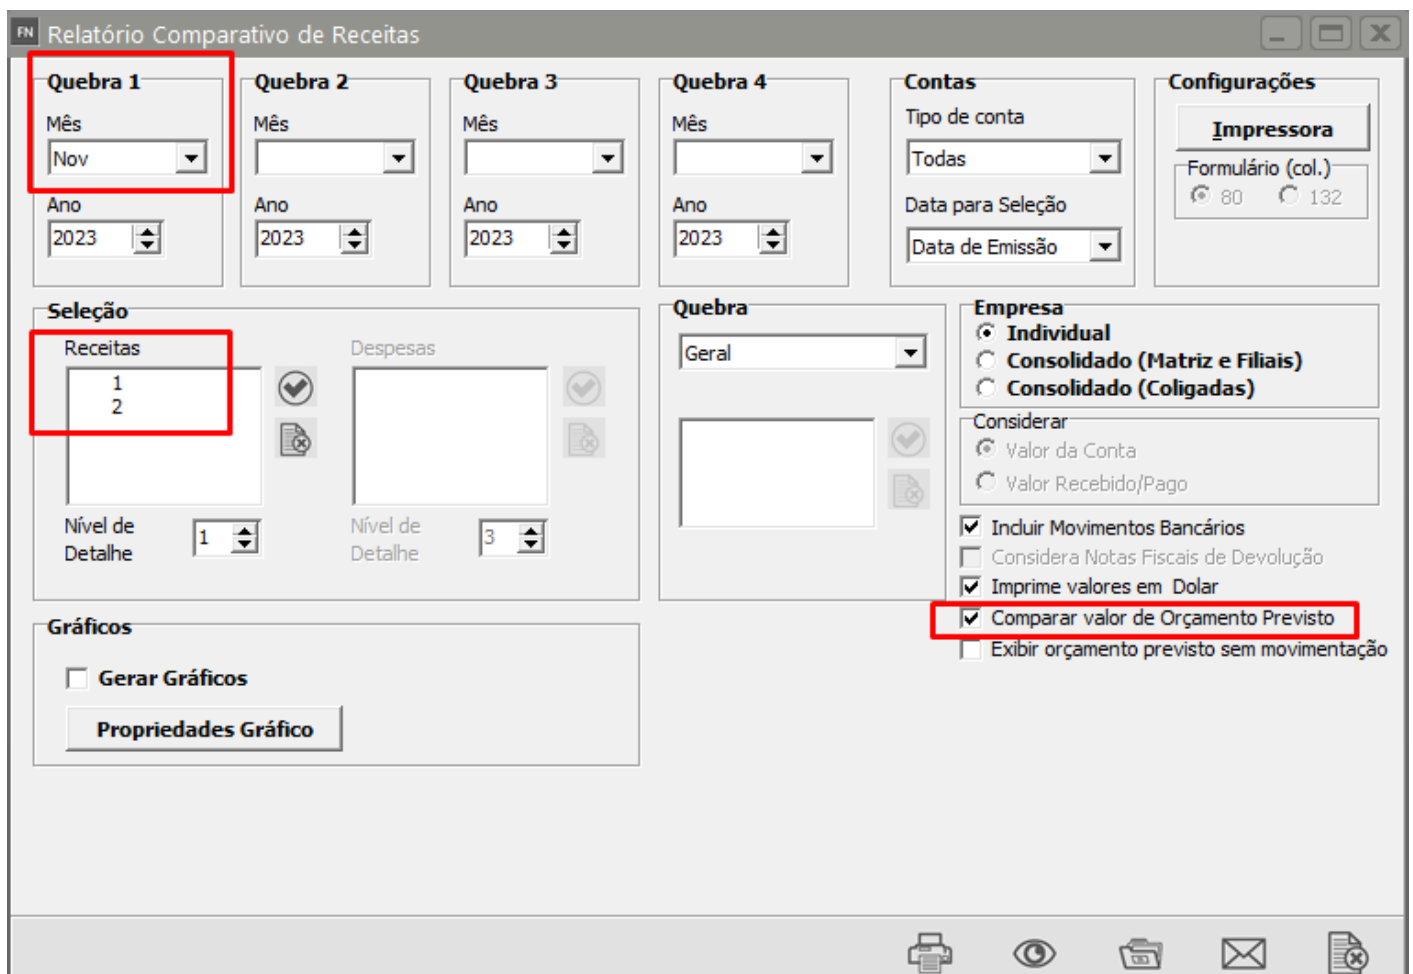 FN Relatório Comparativo de Receitas
Quebra 1
Mês
Nov
Ano
2023
Quebra 2
Mês
Ano
2023
Quebra 3
Mês
Ano
2023
Quebra 4
Mês
Ano
2023
Contas
Tipo de conta
Todas
Data para Seleção
Data de Emissão
Configurações
Impressora
Formulário (col.)
80 132
Seleção
Receitas
1
2
Nível de
Detalhe
1
Despesas
Nível de
Detalhe
3
Quebra
Geral
Empresa
Individual
Consolidado (Matriz e Filiais)
Consolidado (Coligadas)
Considerar
Valor da Conta
Valor Recebido/Pago
Incluir Movimentos Bancários
Considera Notas Fiscais de Devolução
Imprime valores em Dolar
Comparar valor de Orçamento Previsto
Exibir orçamento previsto sem movimentação
Gráficos
Gerar Gráficos
Propriedades Gráfico